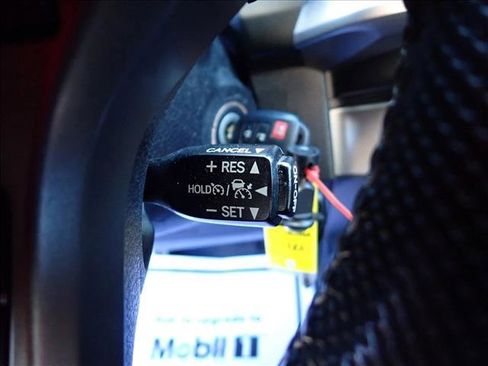 CANCEL ▼
+ RES ▲
HOLD / ◀
− SET ▼
ON-OFF
Mobil 1